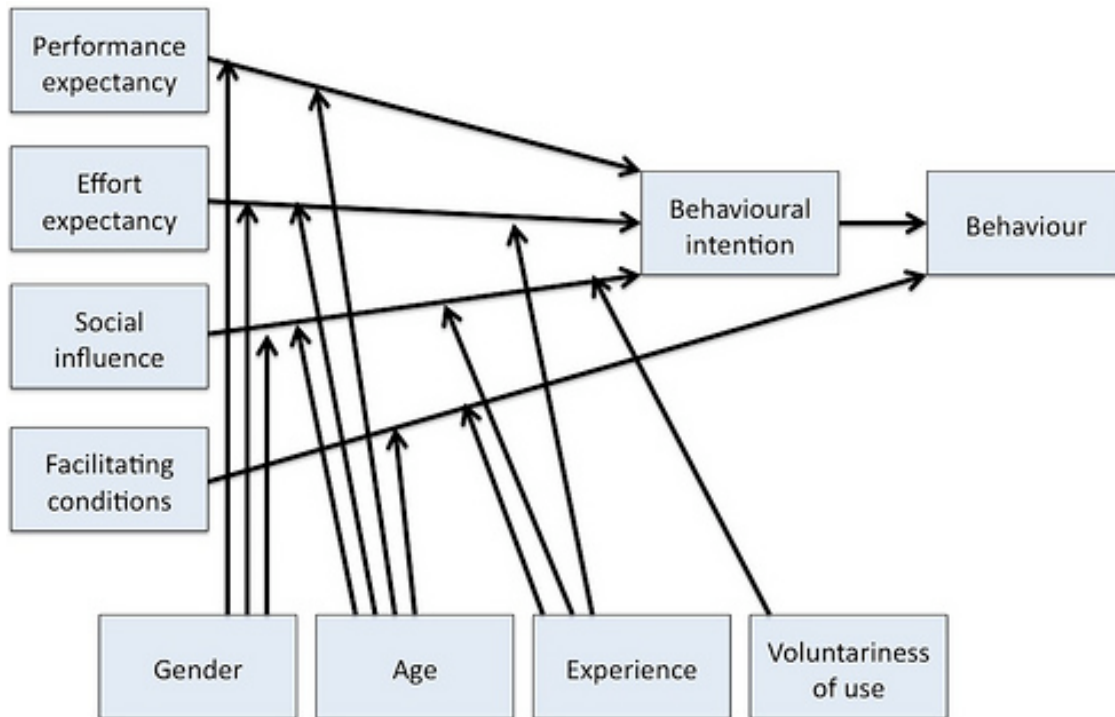 Performance
expectancy
Effort
expectancy
Social
influence
Facilitating
conditions
Behavioural
intention
Behaviour
Gender
Age
Experience
Voluntariness
of use